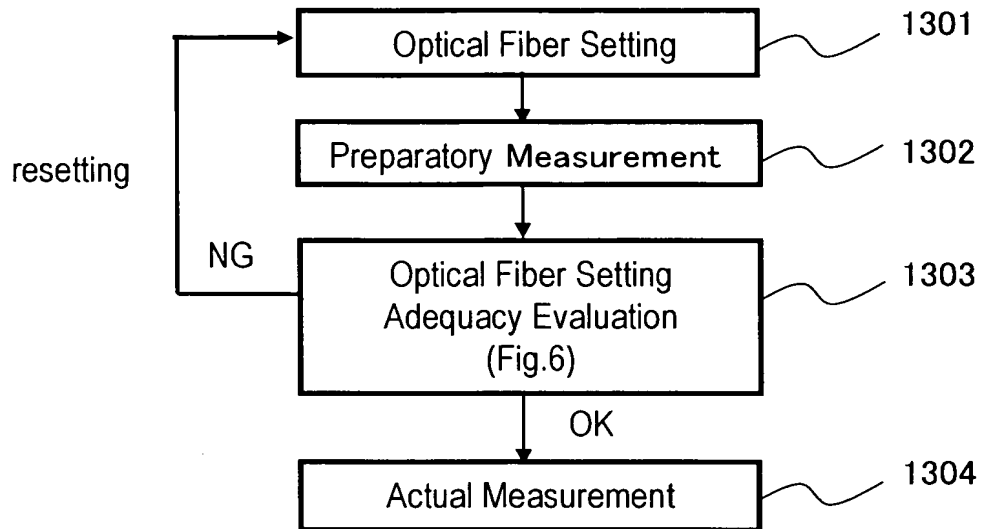 Optical Fiber Setting
1301
Preparatory Measurement
1302
resetting
NG
Optical Fiber Setting
Adequacy Evaluation
(Fig.6)
1303
OK
Actual Measurement
1304